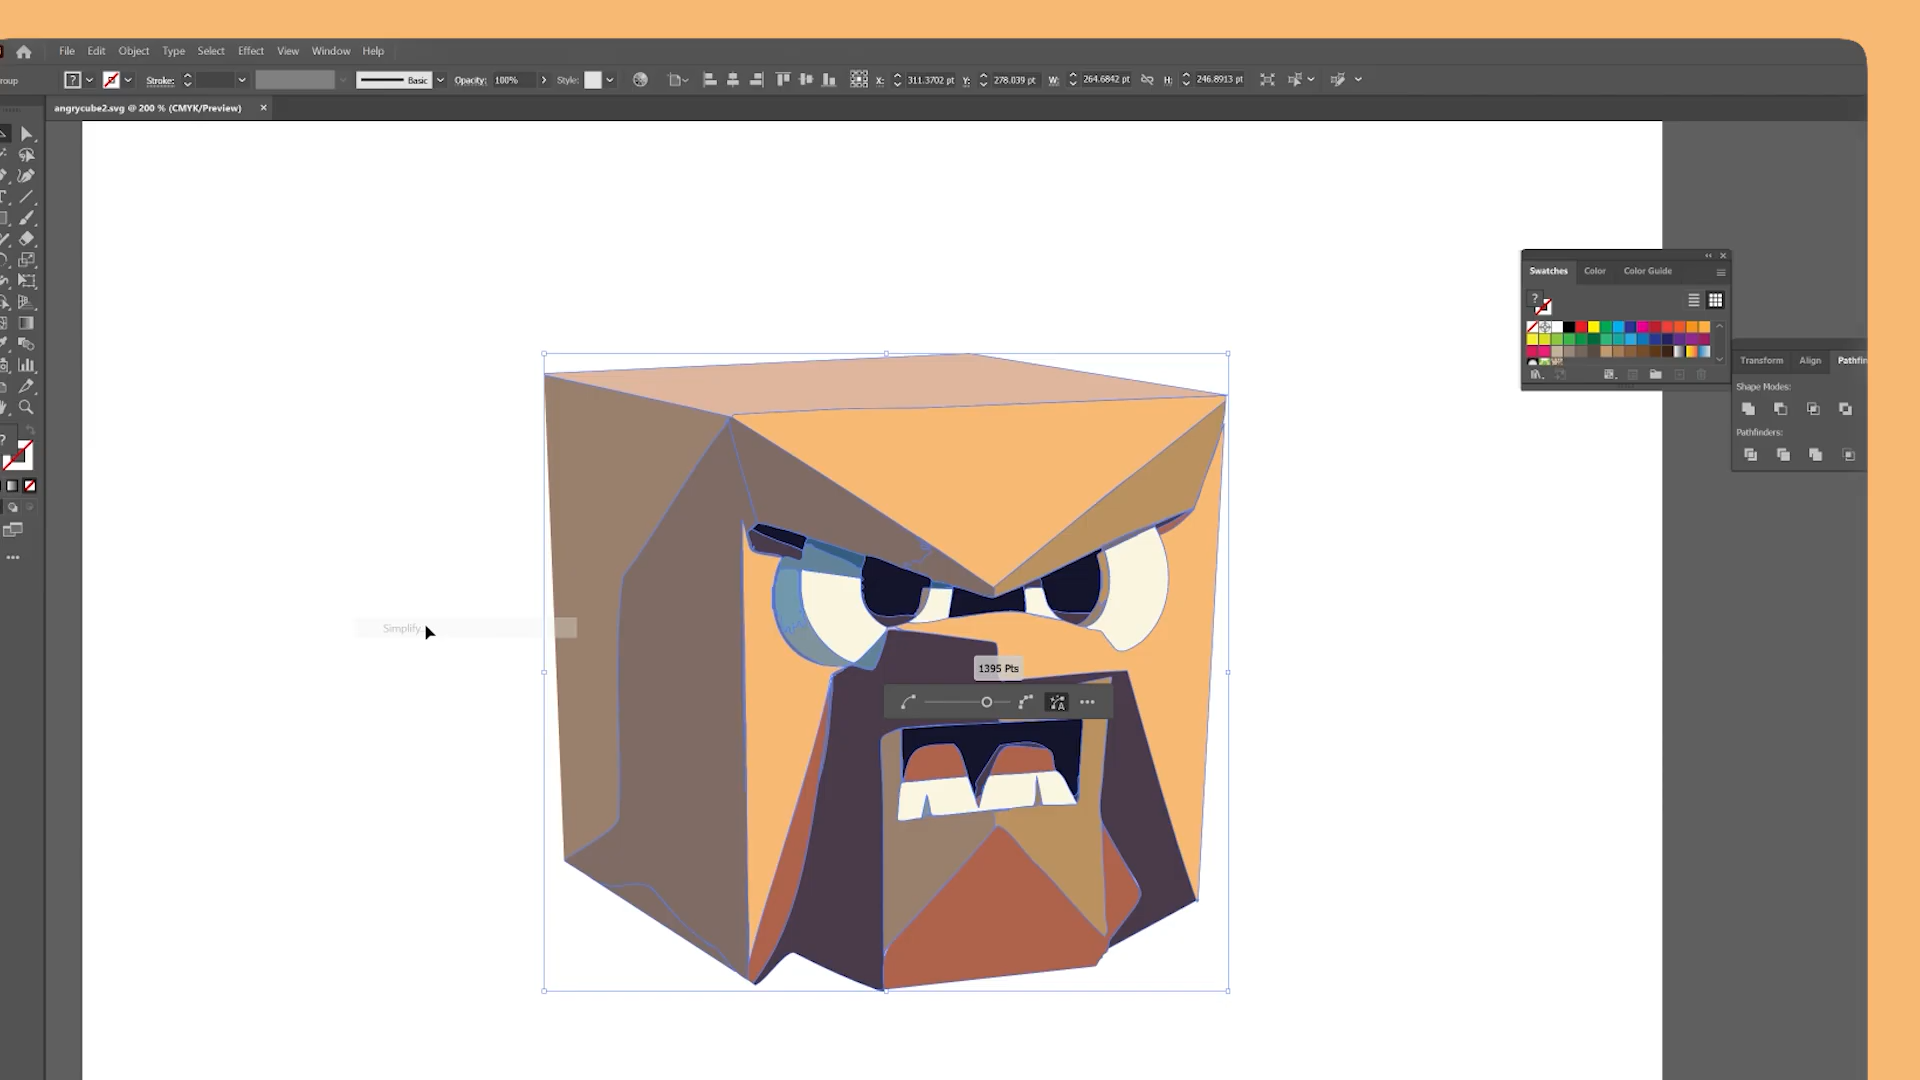 File Edit Object Type Select Effect View Window Help
roup ? Stroke: Basic Opacity: 100% Style: X: 311.3702 pt Y: 278.039 pt W: 264.6842 pt H: 246.8913 pt
angrycube2.svg @ 200 % (CMYK/Preview)
Swatches Color Color Guide
?
Transform Align Pathfin
Shape Modes:
Pathfinders:
?
Simplify
1395 Pts
A